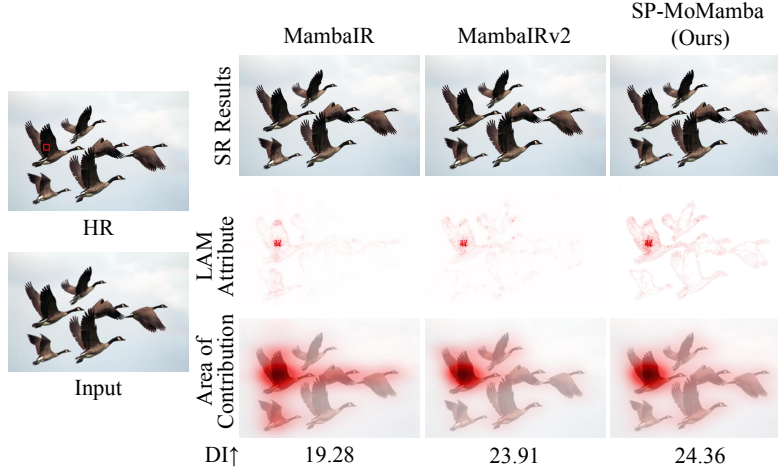 MambaIR
MambaIRv2
SP-MoMamba
(Ours)
SR Results
HR
LAM
Attribute
Input
Area of
Contribution
DI↑
19.28
23.91
24.36